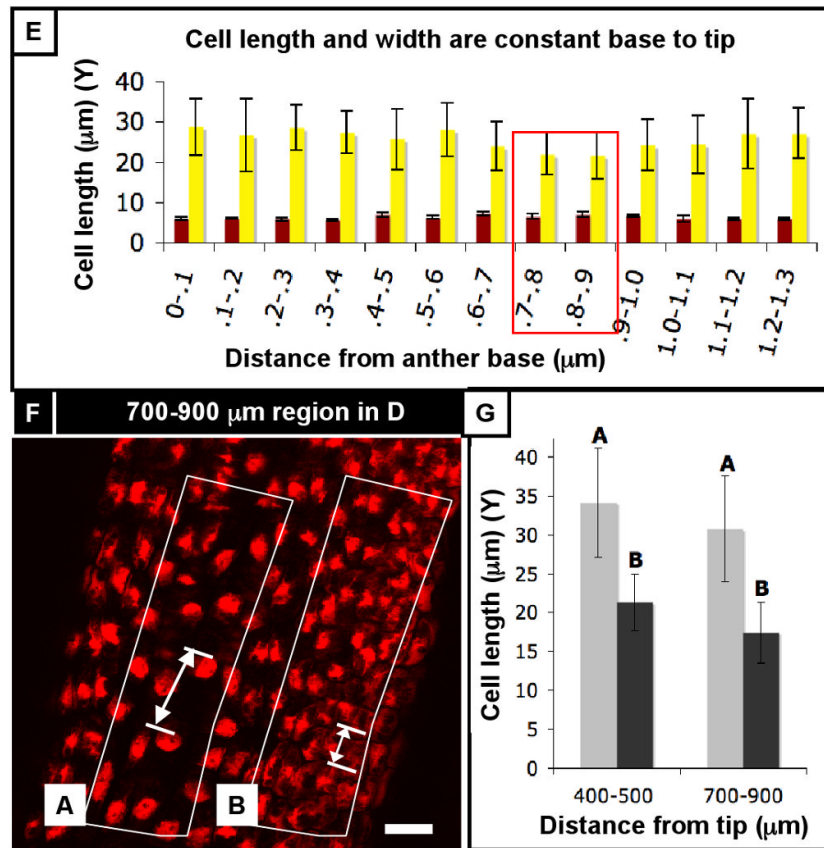 E
Cell length and width are constant base to tip
Cell length (μm) (Y)
40
30
20
10
0
0-.1
.1-.2
.2-.3
.3-.4
.4-.5
.5-.6
.6-.7
.7-.8
.8-.9
.9-1.0
1.0-1.1
1.1-1.2
1.2-1.3
Distance from anther base (μm)
F
700-900 μm region in D
A
B
G
Cell length (μm) (Y)
40
35
30
25
20
15
10
5
0
A
B
A
B
400-500
700-900
Distance from tip (μm)